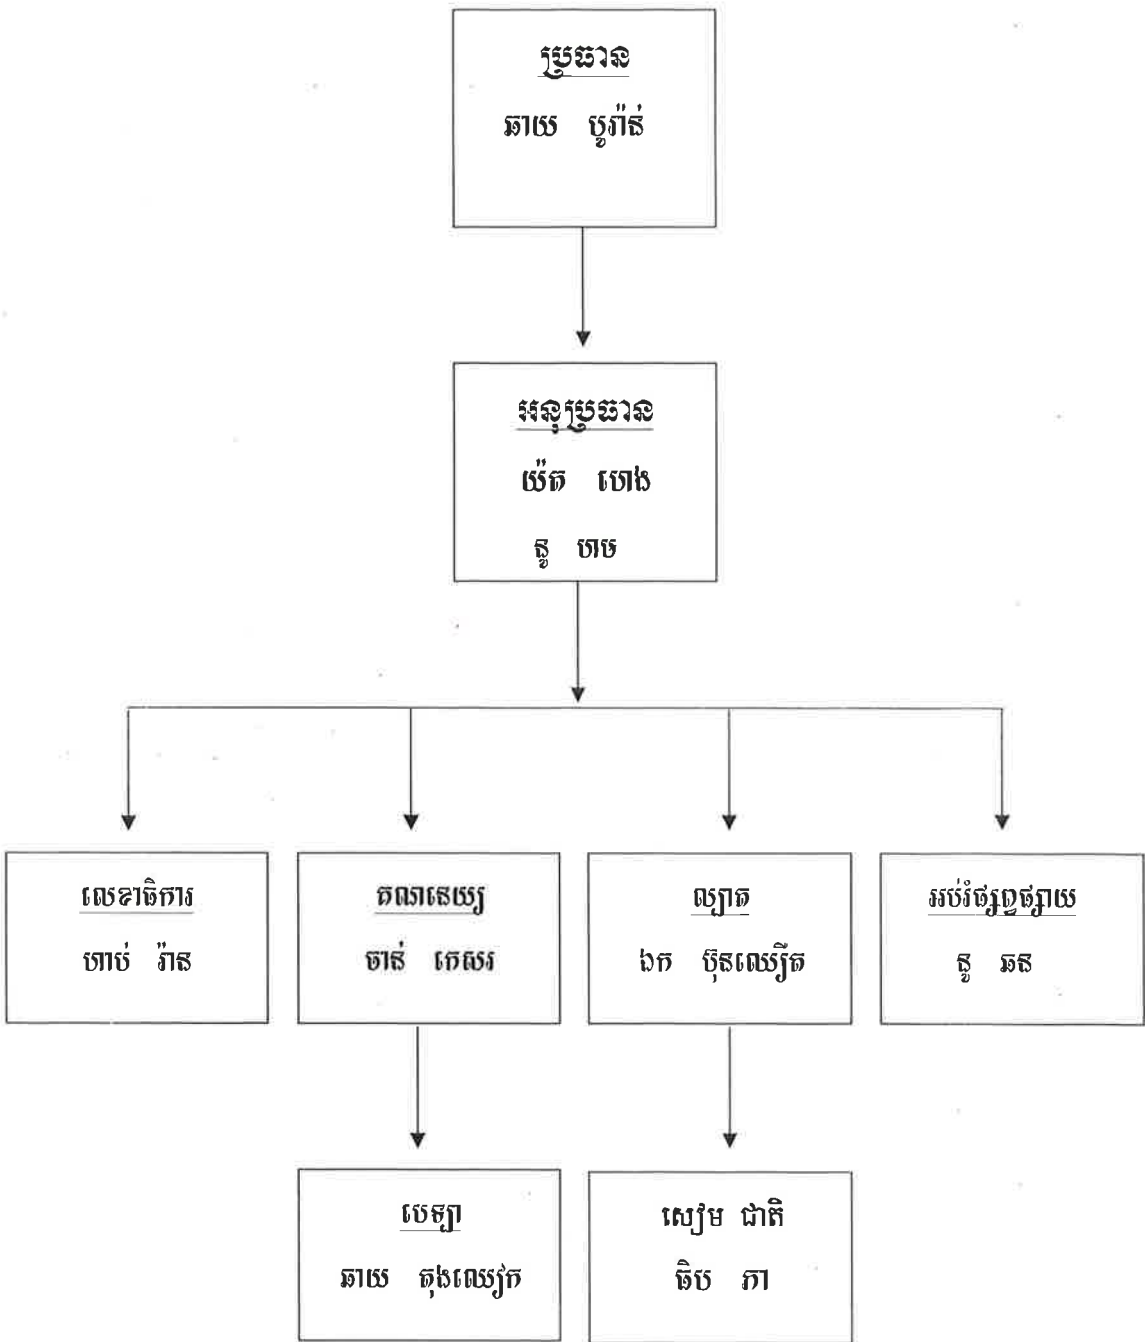 ប្រធាន
ឆាយ បូរ៉ាន់
អនុប្រធាន
យ៉ត ហេង
នូ ហម
លេខាធិការ
ហាប់ រ៉ាន
គណនេយ្យ
ចាន់ កេសរ
ល្បាត
ឯក ប៊ុនឈឿត
អប់រំផ្សព្វផ្សាយ
នូ ឆន
បេឡា
ឆាយ តុងឈៀក
សៀម ជាតិ
ធិប ភា